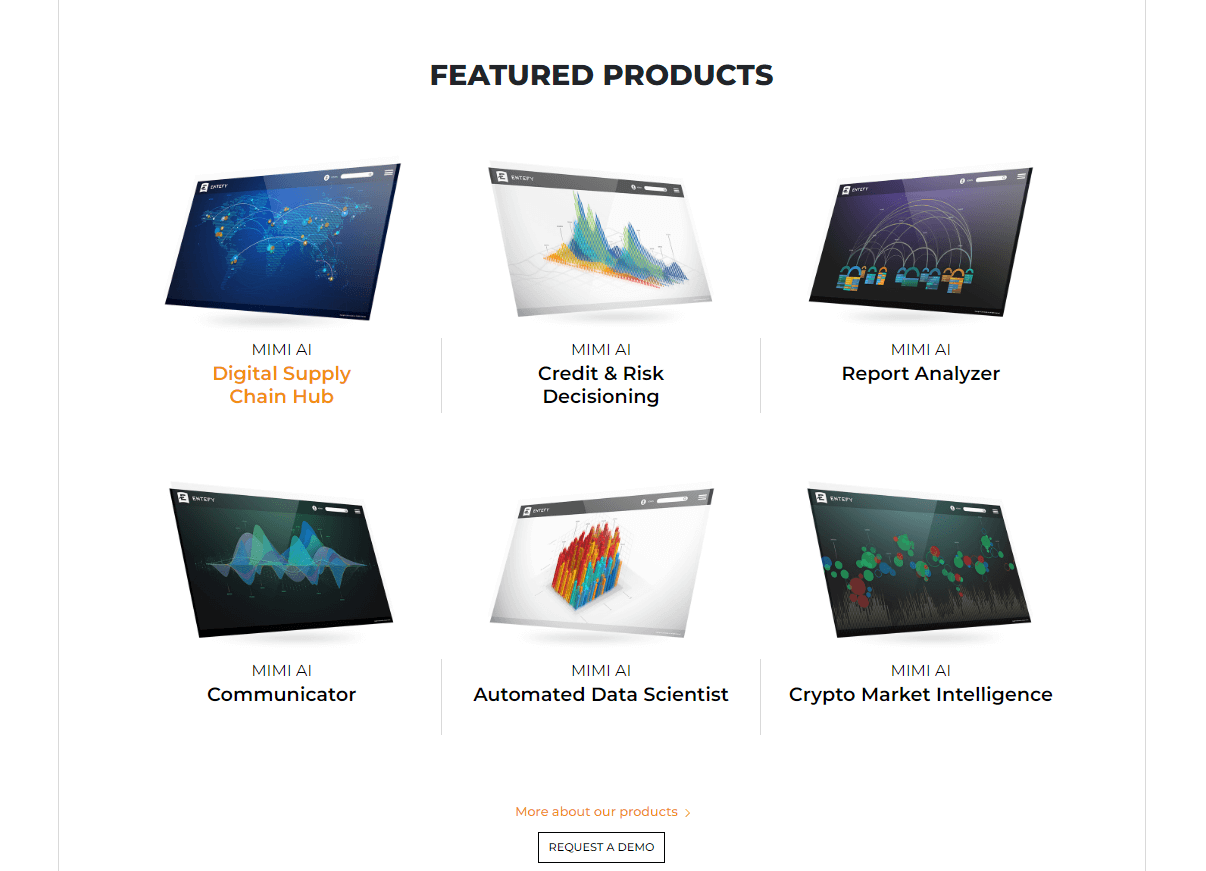 FEATURED PRODUCTS
ENTEFY
ENTEFY
ENTEFY
MIMI AI
Digital Supply
Chain Hub
MIMI AI
Credit & Risk
Decisioning
MIMI AI
Report Analyzer
ENTEFY
ENTEFY
ENTEFY
MIMI AI
Communicator
MIMI AI
Automated Data Scientist
MIMI AI
Crypto Market Intelligence
More about our products
REQUEST A DEMO